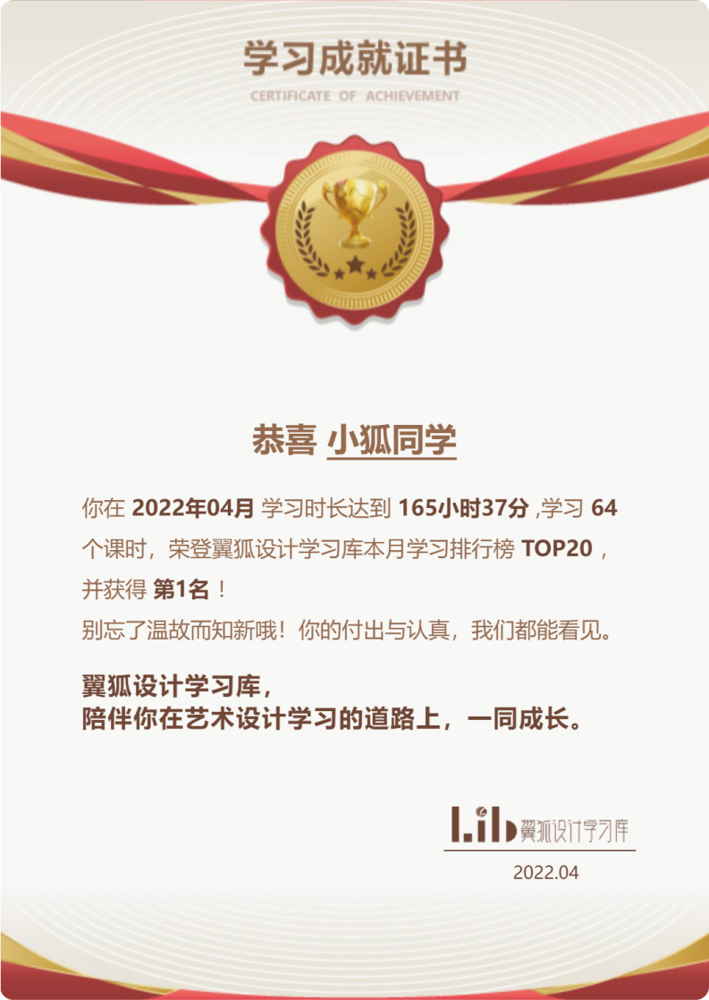 学习成就证书
CERTIFICATE OF ACHIEVEMENT
恭喜 小狐同学
你在 2022年04月 学习时长达到 165小时37分 ,学习 64
个课时，荣登翼狐设计学习库本月学习排行榜 TOP20 ，
并获得 第1名 ！
别忘了温故而知新哦！你的付出与认真，我们都能看见。
翼狐设计学习库，
陪伴你在艺术设计学习的道路上，一同成长。
Lib 翼狐设计学习库
2022.04